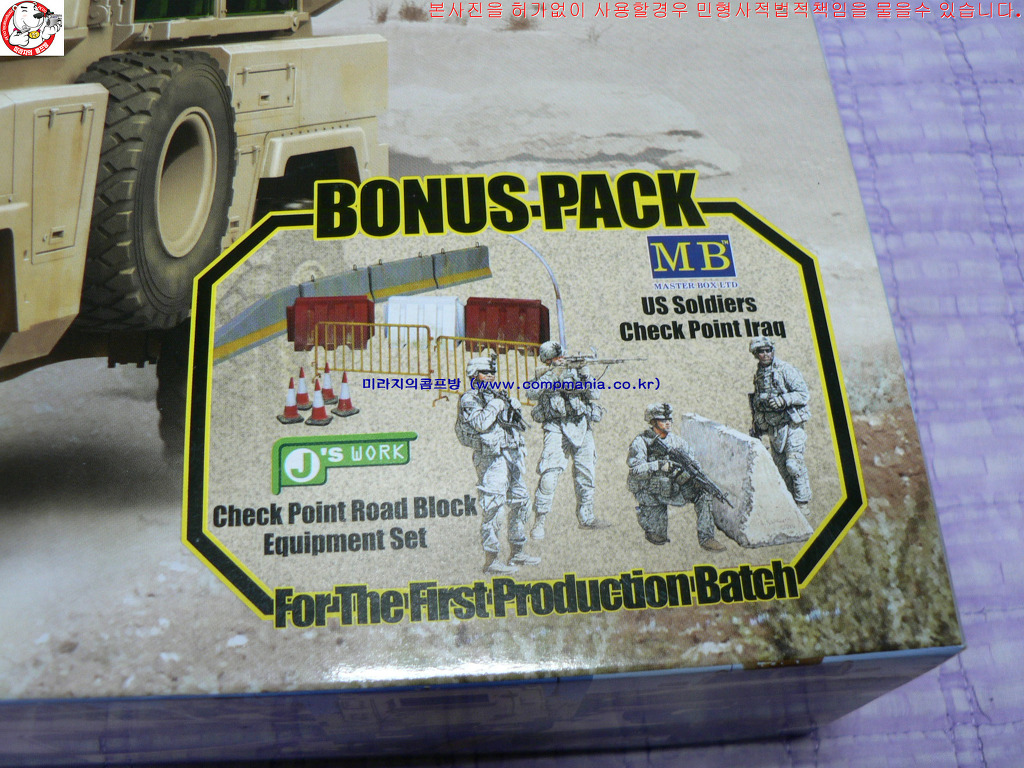 본사진을 허가없이 사용할경우 민형사적법적책임을 물을수 있습니다.
BONUS-PACK
MB™
MASTER BOX LTD
US Soldiers
Check Point Iraq
미라지의콤프방 (www.compmania.co.kr)
J's WORK
Check Point Road Block
Equipment Set
For-The First Production Batch